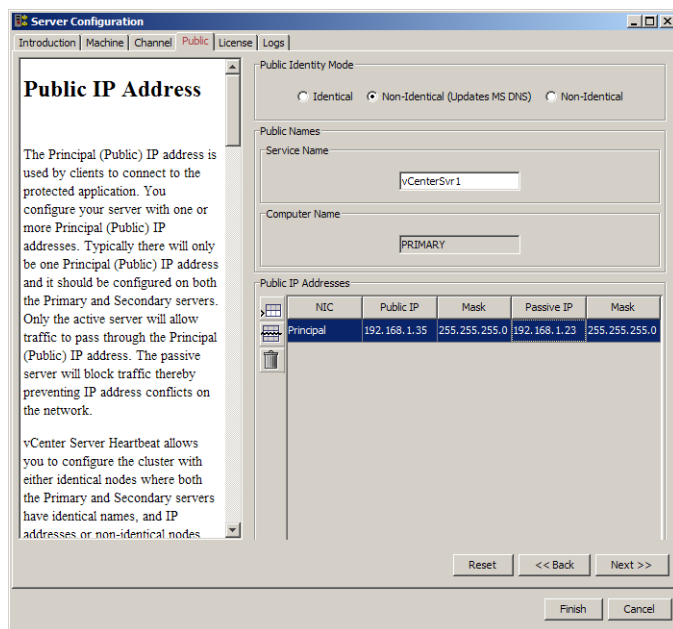 Server Configuration
Introduction Machine Channel Public License Logs
Public IP Address
The Principal (Public) IP address is
used by clients to connect to the
protected application. You
configure your server with one or
more Principal (Public) IP
addresses. Typically there will only
be one Principal (Public) IP address
and it should be configured on both
the Primary and Secondary servers.
Only the active server will allow
traffic to pass through the Principal
(Public) IP address. The passive
server will block traffic thereby
preventing IP address conflicts on
the network.
vCenter Server Heartbeat allows
you to configure the cluster with
either identical nodes where both
the Primary and Secondary servers
have identical names, and IP
addresses or non-identical nodes
Public Identity Mode
Identical Non-Identical (Updates MS DNS) Non-Identical
Public Names
Service Name
vCenterSvr1
Computer Name
PRIMARY
Public IP Addresses
NIC Public IP Mask Passive IP Mask
Principal 192.168.1.35 255.255.255.0 192.168.1.23 255.255.255.0
Reset << Back Next >>
Finish Cancel